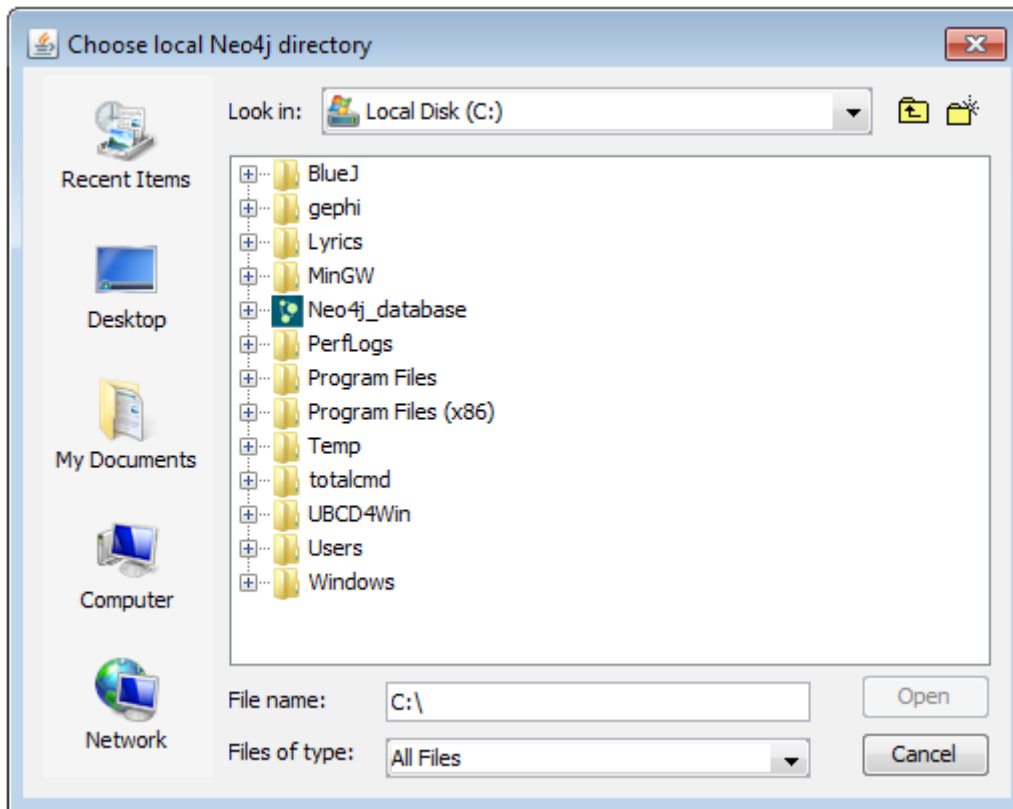 Choose local Neo4j directory
Look in: Local Disk (C:)
Recent Items
Desktop
My Documents
Computer
Network
BlueJ
gephi
Lyrics
MinGW
Neo4j_database
PerfLogs
Program Files
Program Files (x86)
Temp
totalcmd
UBCD4Win
Users
Windows
File name: C:\ Open
Files of type: All Files Cancel